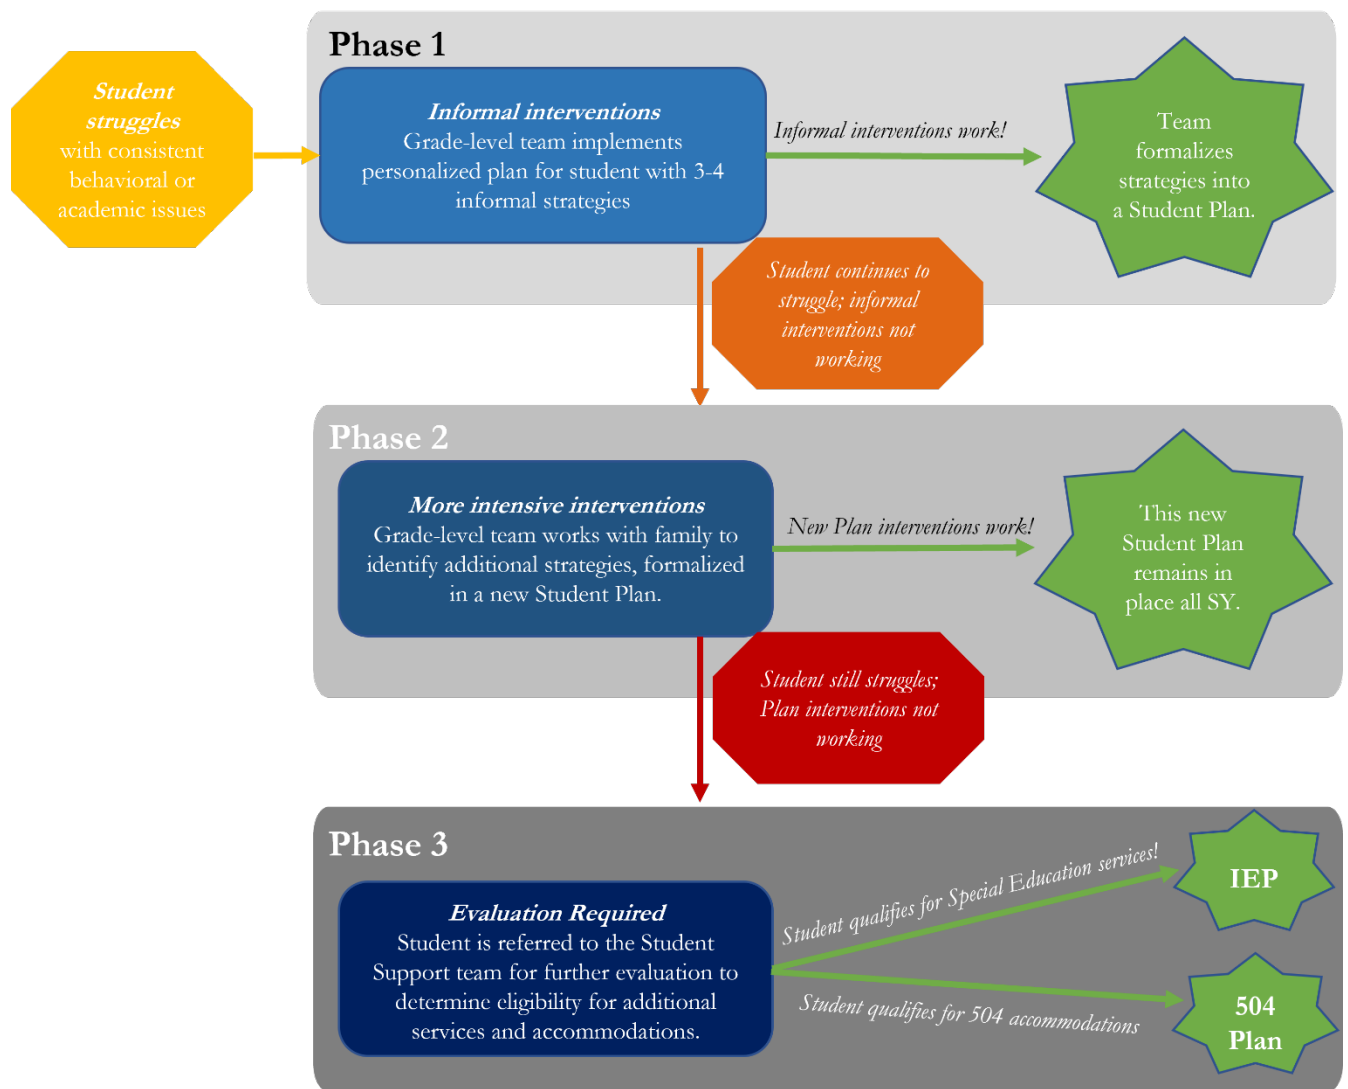 Phase 1
Student
struggles
with consistent
behavioral or
academic issues
Informal interventions
Grade-level team implements
personalized plan for student with 3-4
informal strategies
Informal interventions work!
Team
formalizes
strategies into
a Student Plan.
Student continues to
struggle; informal
interventions not
working
Phase 2
More intensive interventions
Grade-level team works with family to
identify additional strategies, formalized
in a new Student Plan.
New Plan interventions work!
This new
Student Plan
remains in
place all SY.
Student still struggles;
Plan interventions not
working
Phase 3
Evaluation Required
Student is referred to the Student
Support team for further evaluation to
determine eligibility for additional
services and accommodations.
Student qualifies for Special Education services!
IEP
Student qualifies for 504 accommodations
504
Plan